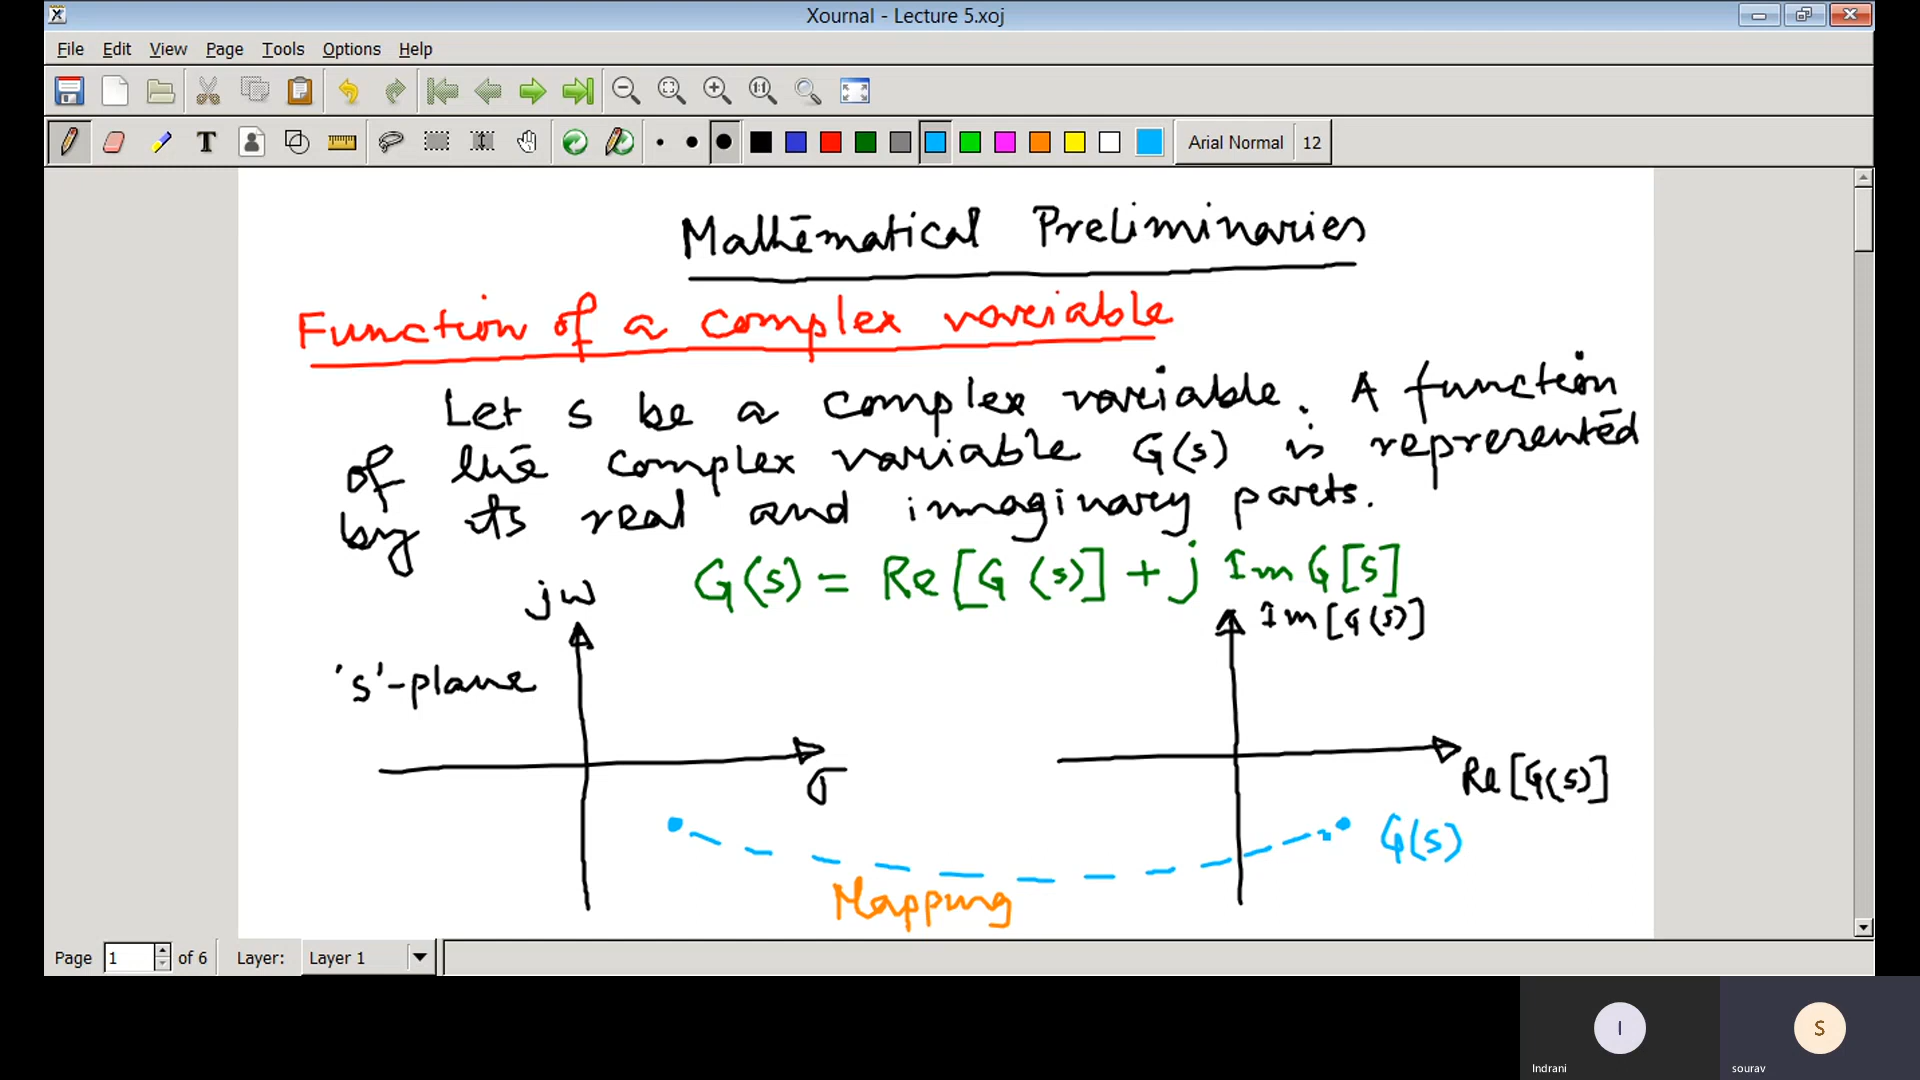 Xournal - Lecture 5.xoj
File Edit View Page Tools Options Help
Arial Normal 12
Mathematical Preliminaries
Function of a complex variable
Let s be a complex variable. A function
of the complex variable G(s) is represented
by its real and imaginary parts.
G(s) = Re[G(s)] + j Im G[S]
jω
Im[G(s)]
's'-plane
σ
Re[G(s)]
G(s)
Mapping
Page 1 of 6 Layer: Layer 1
I
S
Indrani
sourav